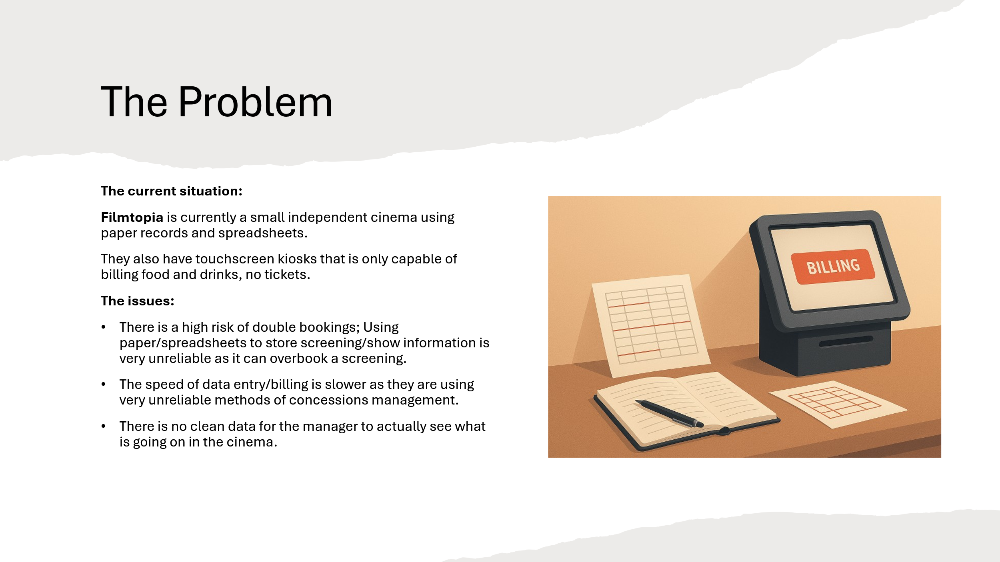 The Problem
The current situation:
Filmtopia is currently a small independent cinema using
paper records and spreadsheets.
They also have touchscreen kiosks that is only capable of
billing food and drinks, no tickets.
The issues:
• There is a high risk of double bookings; Using
paper/spreadsheets to store screening/show information is
very unreliable as it can overbook a screening.
• The speed of data entry/billing is slower as they are using
very unreliable methods of concessions management.
• There is no clean data for the manager to actually see what
is going on in the cinema.
BILLING